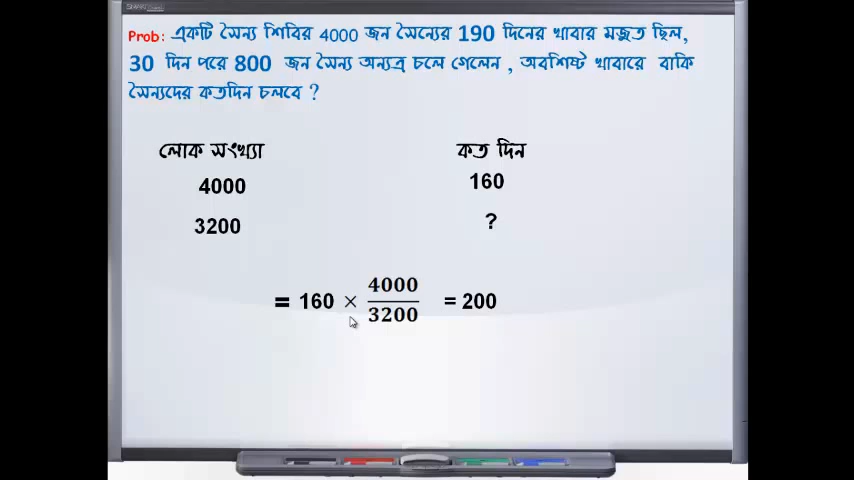 Prob: একটি সৈন্য শিবির 4000 জন সৈন্যের 190 দিনের খাবার মজুত ছিল,
30 দিন পরে 800 জন সৈন্য অন্যত্র চলে গেলেন , অবশিষ্ট খাবারে বাকি
সৈন্যদের কতদিন চলবে ?
লোক সংখ্যা কত দিন
4000 160
3200 ?
= 160 × 4000/3200 = 200